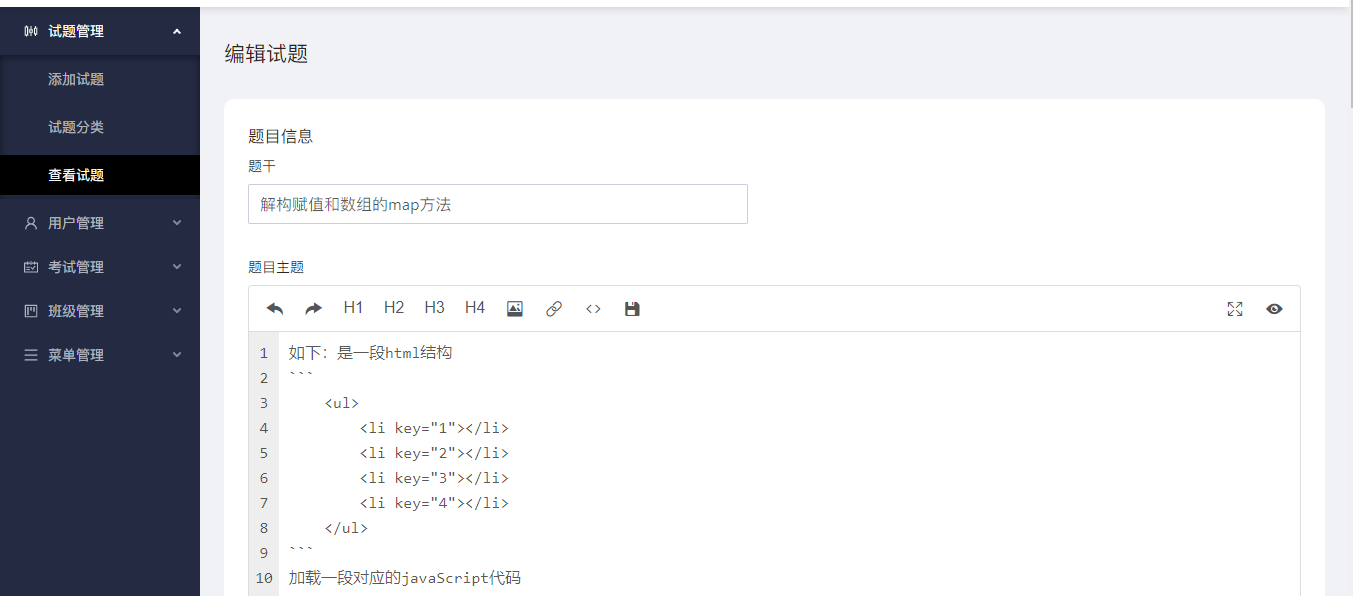 试题管理
添加试题
试题分类
查看试题
用户管理
考试管理
班级管理
菜单管理
编辑试题
题目信息
题干
解构赋值和数组的map方法
题目主题
H1 H2 H3 H4
1 如下：是一段html结构
2 ```
3     <ul>
4         <li key="1"></li>
5         <li key="2"></li>
6         <li key="3"></li>
7         <li key="4"></li>
8     </ul>
9 ```
10 加载一段对应的javaScript代码